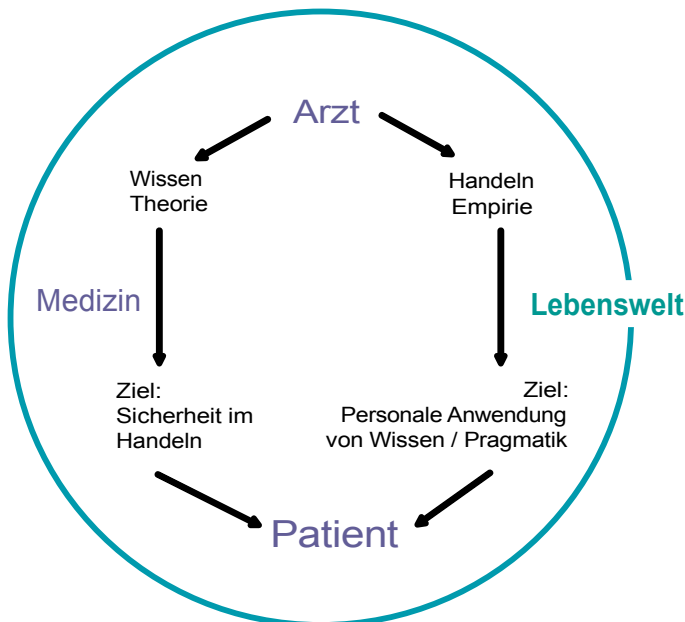 Arzt
Wissen
Theorie
Handeln
Empirie
Medizin
Lebenswelt
Ziel:
Sicherheit im
Handeln
Ziel:
Personale Anwendung
von Wissen / Pragmatik
Patient